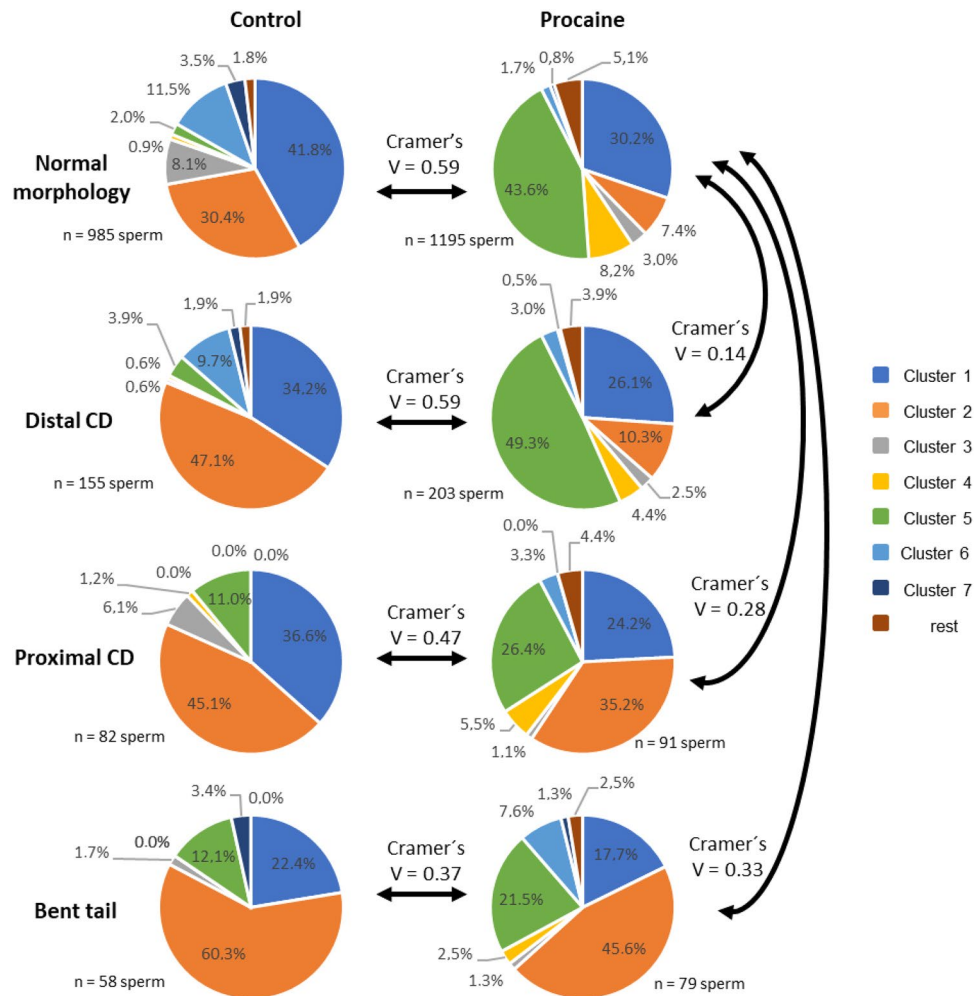 Control
Procaine
Normal
morphology
n = 985 sperm
41.8%
30.4%
8.1%
0.9%
2.0%
11.5%
3.5%
1.8%
Cramer's
V = 0.59
n = 1195 sperm
30.2%
7.4%
3.0%
8,2%
43.6%
1.7%
0,8%
5,1%
Cramer´s
V = 0.14
Distal CD
n = 155 sperm
34.2%
47.1%
0.6%
0.6%
3.9%
9.7%
1.9%
1.9%
Cramer´s
V = 0.59
n = 203 sperm
26.1%
10.3%
2.5%
4.4%
49.3%
3.0%
0.5%
3.9%
Proximal CD
n = 82 sperm
36.6%
45.1%
6,1%
1,2%
11.0%
0.0%
0.0%
0.0%
Cramer´s
V = 0.47
n = 91 sperm
24.2%
35.2%
1.1%
5,5%
26.4%
3.3%
0.0%
4.4%
Cramer´s
V = 0.28
Bent tail
n = 58 sperm
22.4%
60.3%
1.7%
0.0%
12,1%
3.4%
0.0%
Cramer´s
V = 0.37
n = 79 sperm
17.7%
45.6%
1.3%
2,5%
21.5%
7.6%
1.3%
2,5%
Cramer´s
V = 0.33
Cluster 1
Cluster 2
Cluster 3
Cluster 4
Cluster 5
Cluster 6
Cluster 7
rest